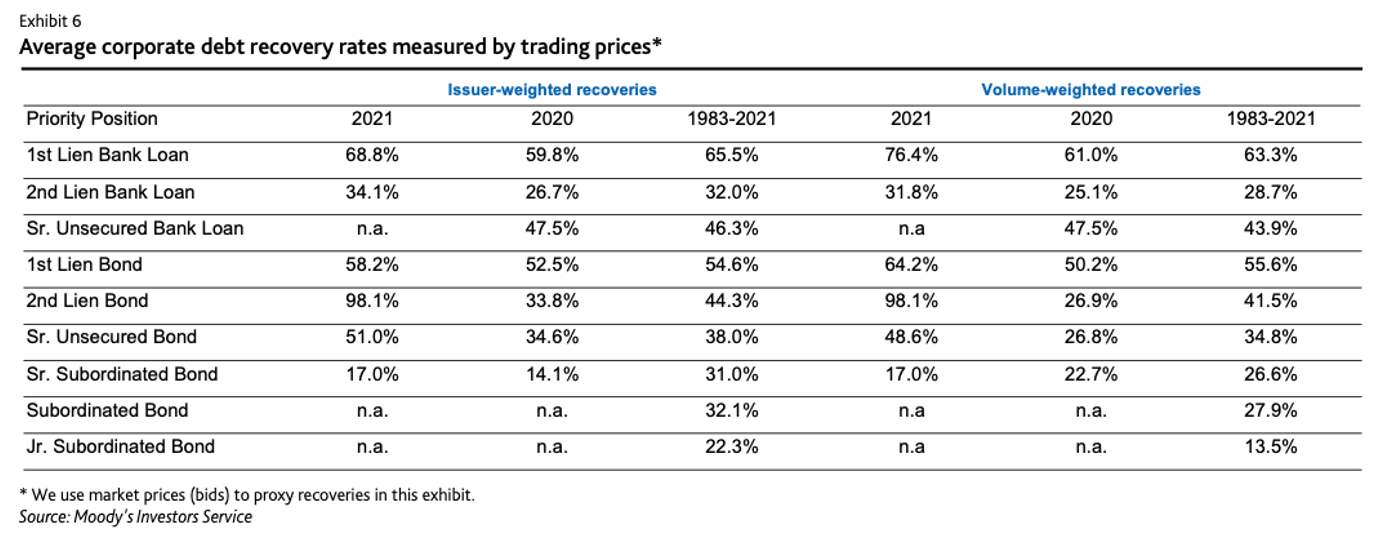 Exhibit 6
Average corporate debt recovery rates measured by trading prices*
Issuer-weighted recoveries Volume-weighted recoveries
Priority Position 2021 2020 1983-2021 2021 2020 1983-2021
1st Lien Bank Loan 68.8% 59.8% 65.5% 76.4% 61.0% 63.3%
2nd Lien Bank Loan 34.1% 26.7% 32.0% 31.8% 25.1% 28.7%
Sr. Unsecured Bank Loan n.a. 47.5% 46.3% n.a 47.5% 43.9%
1st Lien Bond 58.2% 52.5% 54.6% 64.2% 50.2% 55.6%
2nd Lien Bond 98.1% 33.8% 44.3% 98.1% 26.9% 41.5%
Sr. Unsecured Bond 51.0% 34.6% 38.0% 48.6% 26.8% 34.8%
Sr. Subordinated Bond 17.0% 14.1% 31.0% 17.0% 22.7% 26.6%
Subordinated Bond n.a. n.a. 32.1% n.a n.a. 27.9%
Jr. Subordinated Bond n.a. n.a. 22.3% n.a n.a. 13.5%
* We use market prices (bids) to proxy recoveries in this exhibit.
Source: Moody's Investors Service